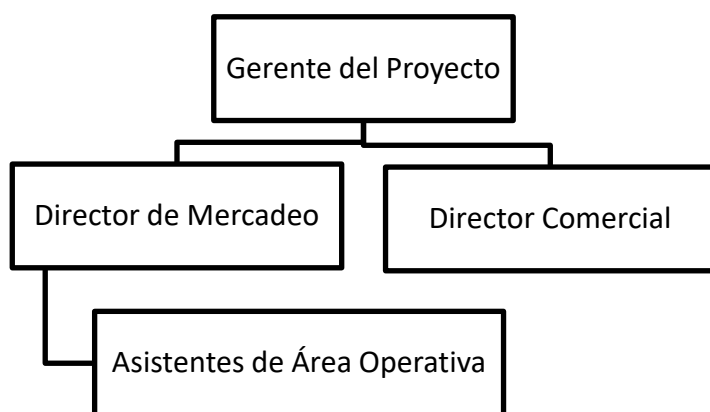 Gerente del Proyecto
Director de Mercadeo
Director Comercial
Asistentes de Área Operativa